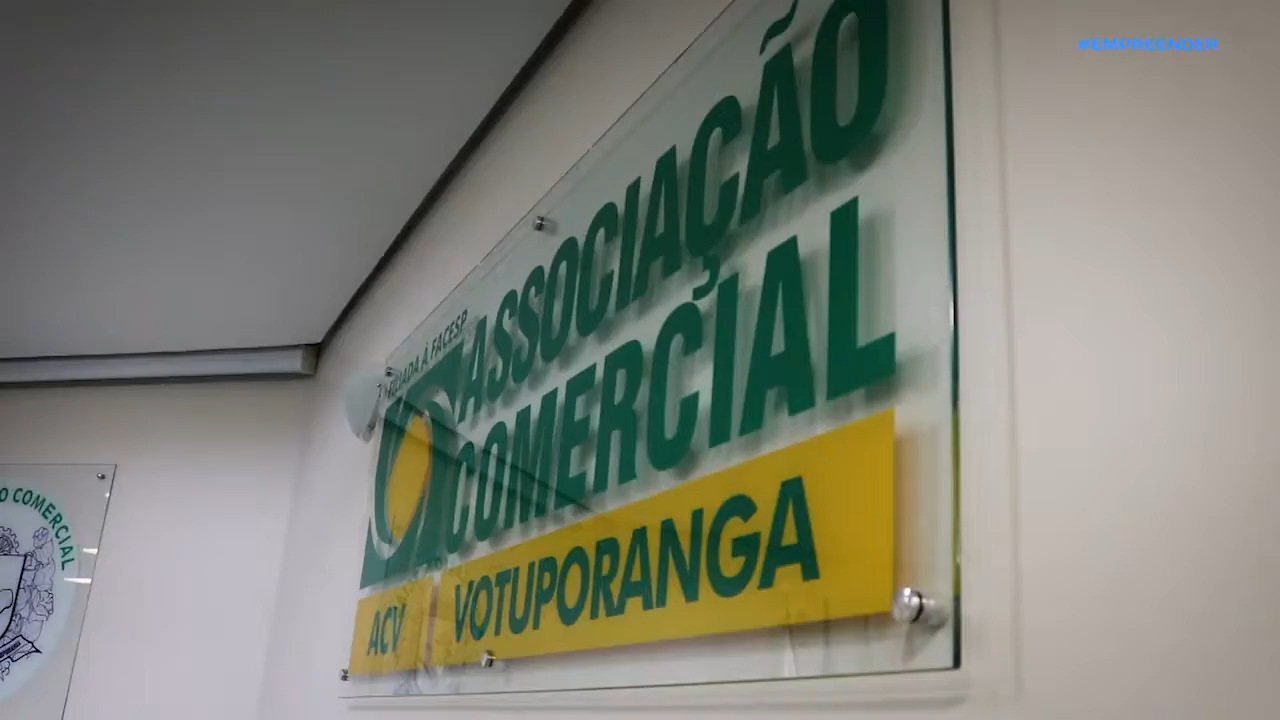 #EMPREENDER
FILIADA À FACESP
ASSOCIAÇÃO
COMERCIAL
ACV
VOTUPORANGA
O COMERCIAL